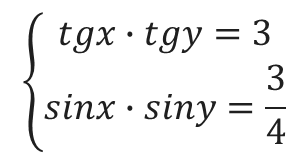 tgx · tgy = 3
sinx · siny = 3/4